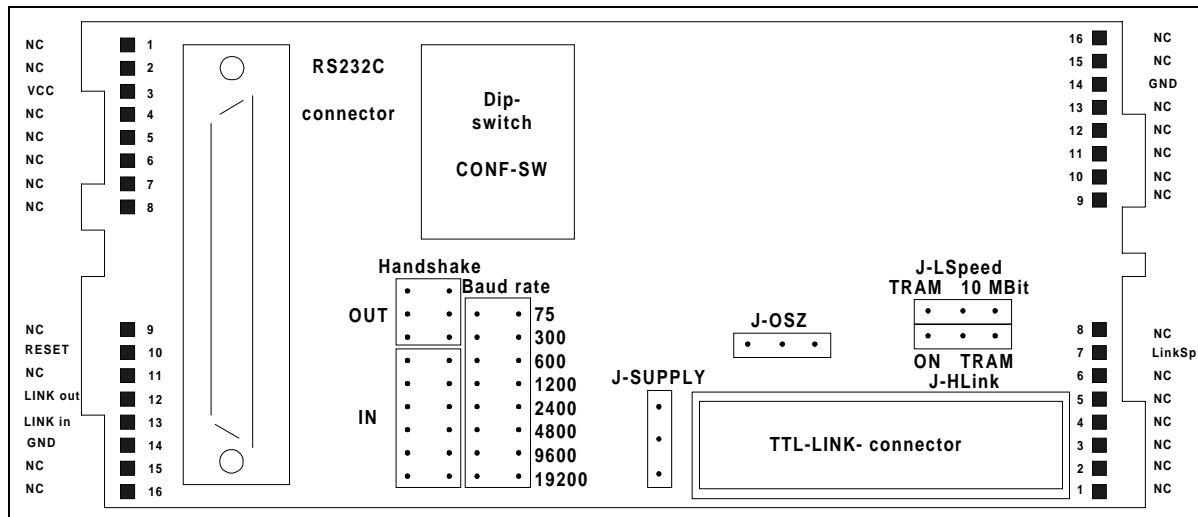 NC 1
NC 2
VCC 3
NC 4
NC 5
NC 6
NC 7
NC 8
NC 9
RESET 10
NC 11
LINK out 12
LINK in 13
GND 14
NC 15
NC 16
RS232C
connector
Dip-
switch
CONF-SW
Handshake
OUT
IN
Baud rate
75
300
600
1200
2400
4800
9600
19200
J-SUPPLY
J-OSZ
J-LSpeed
TRAM 10 MBit
ON TRAM
J-HLink
TTL-LINK- connector
16 NC
15 NC
14 GND
13 NC
12 NC
11 NC
10 NC
9 NC
8 NC
7 LinkSp
6 NC
5 NC
4 NC
3 NC
2 NC
1 NC